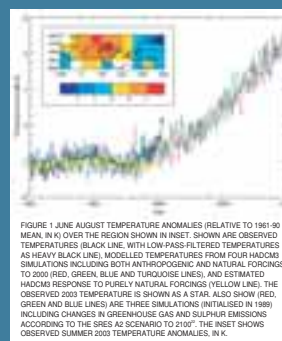 FIGURE 1 JUNE AUGUST TEMPERATURE ANOMALIES (RELATIVE TO 1961-90
MEAN, IN K) OVER THE REGION SHOWN IN INSET. SHOWN ARE OBSERVED
TEMPERATURES (BLACK LINE, WITH LOW-PASS-FILTERED TEMPERATURES
AS HEAVY BLACK LINE), MODELLED TEMPERATURES FROM FOUR HADCM3
SIMULATIONS INCLUDING BOTH ANTHROPOGENIC AND NATURAL FORCINGS
TO 2000 (RED, GREEN, BLUE AND TURQUOISE LINES), AND ESTIMATED
HADCM3 RESPONSE TO PURELY NATURAL FORCINGS (YELLOW LINE). THE
OBSERVED 2003 TEMPERATURE IS SHOWN AS A STAR. ALSO SHOW (RED,
GREEN AND BLUE LINES) ARE THREE SIMULATIONS (INITIALISED IN 1989)
INCLUDING CHANGES IN GREENHOUSE GAS AND SULPHUR EMISSIONS
ACCORDING TO THE SRES A2 SCENARIO TO 2100. THE INSET SHOWS
OBSERVED SUMMER 2003 TEMPERATURE ANOMALIES, IN K.